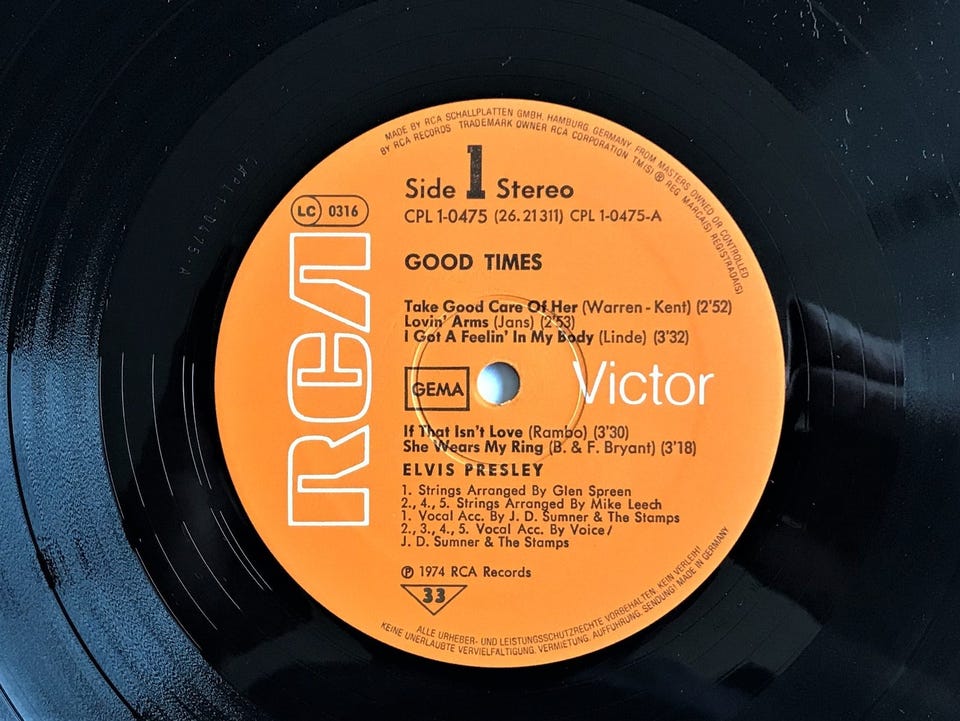 MADE BY RCA SCHALLPLATTEN GMBH, HAMBURG, GERMANY, FROM MASTERS OWNED OR CONTROLLED
BY RCA RECORDS TRADEMARK OWNER RCA CORPORATION TM(S) ® REG MARCA(S) REGISTRADA(S)
Side 1 Stereo
LC 0316
CPL 1-0475 (26. 21 311) CPL 1-0475-A
RCA
GOOD TIMES
Take Good Care Of Her (Warren - Kent) (2'52)
Lovin' Arms (Jans) (2'53)
I Got A Feelin' In My Body (Linde) (3'32)
GEMA
Victor
If That Isn't Love (Rambo) (3'30)
She Wears My Ring (B. & F. Bryant) (3'18)
ELVIS PRESLEY
1. Strings Arranged By Glen Spreen
2., 4., 5. Strings Arranged By Mike Leech
1. Vocal Acc. By J. D. Sumner & The Stamps
2., 3., 4., 5. Vocal Acc. By Voice /
J. D. Sumner & The Stamps
℗ 1974 RCA Records
33
ALLE URHEBER- UND LEISTUNGSSCHUTZRECHTE VORBEHALTEN. KEIN VERLEIH!
KEINE UNERLAUBTE VERVIELFÄLTIGUNG, VERMIETUNG, AUFFÜHRUNG, SENDUNG! MADE IN GERMANY